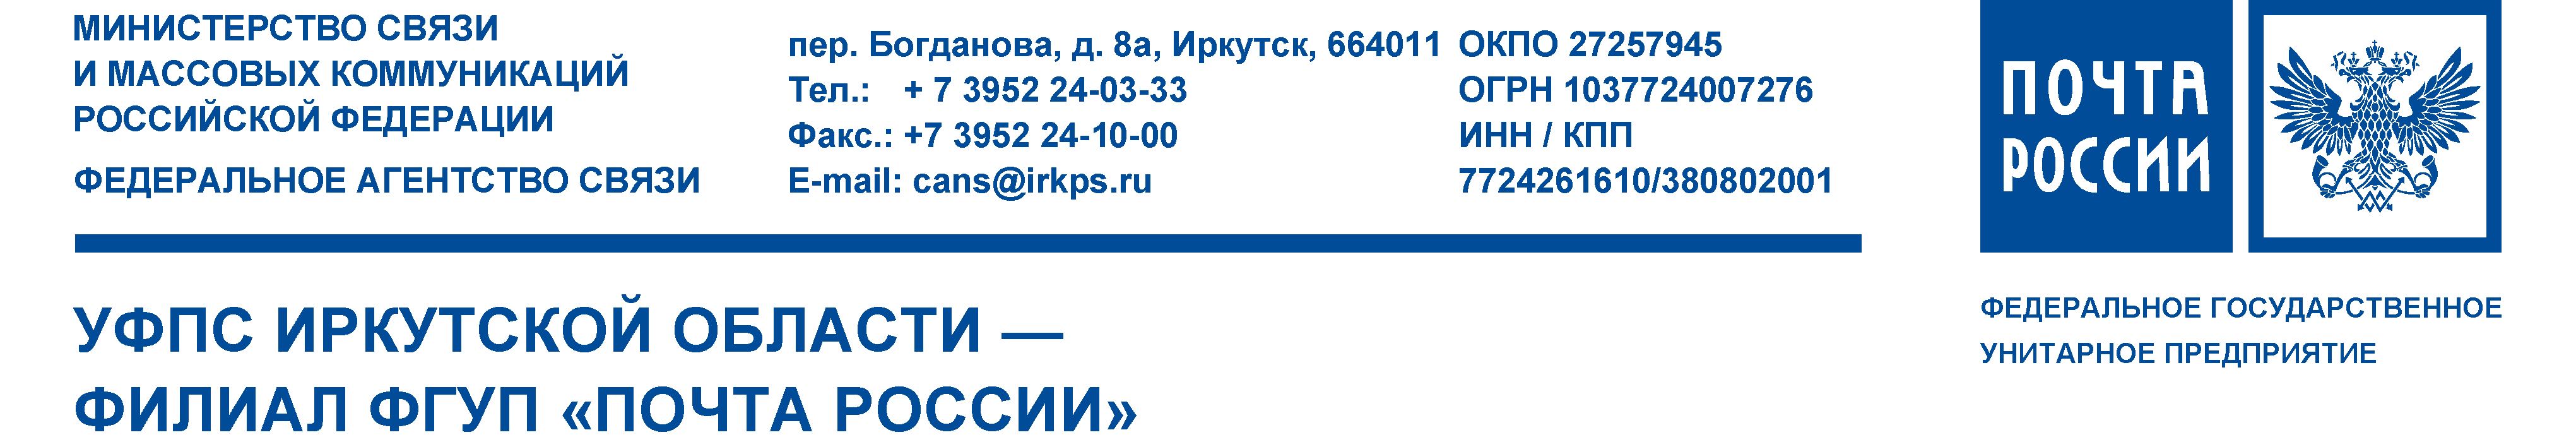 МИНИСТЕРСТВО СВЯЗИ
И МАССОВЫХ КОММУНИКАЦИЙ
РОССИЙСКОЙ ФЕДЕРАЦИИ
ФЕДЕРАЛЬНОЕ АГЕНТСТВО СВЯЗИ
пер. Богданова, д. 8а, Иркутск, 664011
Тел.: + 7 3952 24-03-33
Факс.: +7 3952 24-10-00
E-mail: cans@irkps.ru
ОКПО 27257945
ОГРН 1037724007276
ИНН / КПП
7724261610/380802001
ПОЧТА
РОССИИ
ФЕДЕРАЛЬНОЕ ГОСУДАРСТВЕННОЕ
УНИТАРНОЕ ПРЕДПРИЯТИЕ
УФПС ИРКУТСКОЙ ОБЛАСТИ —
ФИЛИАЛ ФГУП «ПОЧТА РОССИИ»